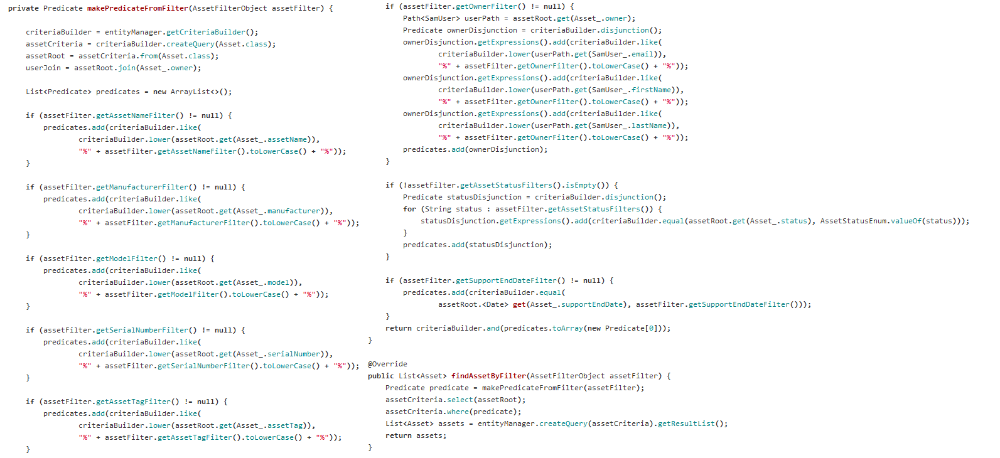 private Predicate makePredicateFromFilter(AssetFilterObject assetFilter) {

    criteriaBuilder = entityManager.getCriteriaBuilder();
    assetCriteria = criteriaBuilder.createQuery(Asset.class);
    assetRoot = assetCriteria.from(Asset.class);
    userJoin = assetRoot.join(Asset_.owner);

    List<Predicate> predicates = new ArrayList<>();

    if (assetFilter.getAssetNameFilter() != null) {
        predicates.add(criteriaBuilder.like(
                criteriaBuilder.lower(assetRoot.get(Asset_.assetName)),
                "%" + assetFilter.getAssetNameFilter().toLowerCase() + "%"));
    }

    if (assetFilter.getManufacturerFilter() != null) {
        predicates.add(criteriaBuilder.like(
                criteriaBuilder.lower(assetRoot.get(Asset_.manufacturer)),
                "%" + assetFilter.getManufacturerFilter().toLowerCase() + "%"));
    }

    if (assetFilter.getModelFilter() != null) {
        predicates.add(criteriaBuilder.like(
                criteriaBuilder.lower(assetRoot.get(Asset_.model)),
                "%" + assetFilter.getModelFilter().toLowerCase() + "%"));
    }

    if (assetFilter.getSerialNumberFilter() != null) {
        predicates.add(criteriaBuilder.like(
                criteriaBuilder.lower(assetRoot.get(Asset_.serialNumber)),
                "%" + assetFilter.getSerialNumberFilter().toLowerCase() + "%"));
    }

    if (assetFilter.getAssetTagFilter() != null) {
        predicates.add(criteriaBuilder.like(
                criteriaBuilder.lower(assetRoot.get(Asset_.assetTag)),
                "%" + assetFilter.getAssetTagFilter().toLowerCase() + "%"));
    }

    if (assetFilter.getOwnerFilter() != null) {
        Path<SamUser> userPath = assetRoot.get(Asset_.owner);
        Predicate ownerDisjunction = criteriaBuilder.disjunction();
        ownerDisjunction.getExpressions().add(criteriaBuilder.like(
                criteriaBuilder.lower(userPath.get(SamUser_.email)),
                "%" + assetFilter.getOwnerFilter().toLowerCase() + "%"));
        ownerDisjunction.getExpressions().add(criteriaBuilder.like(
                criteriaBuilder.lower(userPath.get(SamUser_.firstName)),
                "%" + assetFilter.getOwnerFilter().toLowerCase() + "%"));
        ownerDisjunction.getExpressions().add(criteriaBuilder.like(
                criteriaBuilder.lower(userPath.get(SamUser_.lastName)),
                "%" + assetFilter.getOwnerFilter().toLowerCase() + "%"));
        predicates.add(ownerDisjunction);
    }

    if (!assetFilter.getAssetStatusFilters().isEmpty()) {
        Predicate statusDisjunction = criteriaBuilder.disjunction();
        for (String status : assetFilter.getAssetStatusFilters()) {
            statusDisjunction.getExpressions().add(criteriaBuilder.equal(assetRoot.get(Asset_.status), AssetStatusEnum.valueOf(status)));
        }
        predicates.add(statusDisjunction);
    }

    if (assetFilter.getSupportEndDateFilter() != null) {
        predicates.add(criteriaBuilder.equal(
                assetRoot.<Date> get(Asset_.supportEndDate), assetFilter.getSupportEndDateFilter()));
    }
    return criteriaBuilder.and(predicates.toArray(new Predicate[0]));
}

@Override
public List<Asset> findAssetByFilter(AssetFilterObject assetFilter) {
    Predicate predicate = makePredicateFromFilter(assetFilter);
    assetCriteria.select(assetRoot);
    assetCriteria.where(predicate);
    List<Asset> assets = entityManager.createQuery(assetCriteria).getResultList();
    return assets;
}